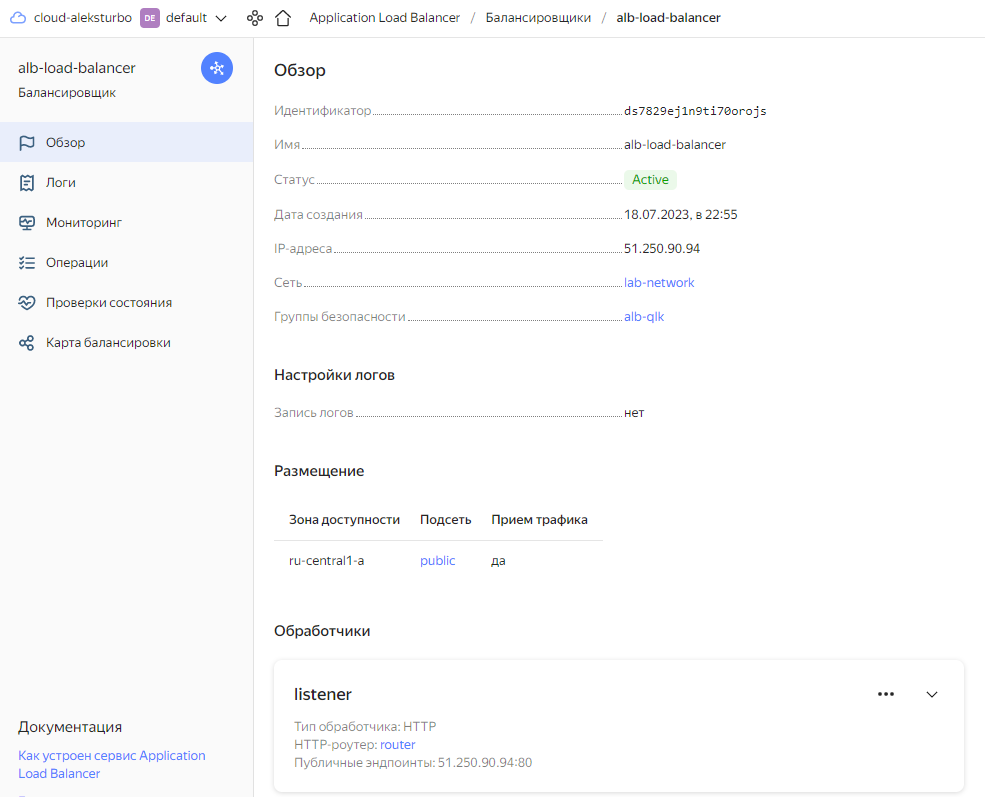 cloud-aleksturbo DE default Application Load Balancer / Балансировщики / alb-load-balancer
alb-load-balancer
Балансировщик
Обзор
Логи
Мониторинг
Операции
Проверки состояния
Карта балансировки
Документация
Как устроен сервис Application
Load Balancer
Обзор
Идентификатор ds7829ej1n9ti70orojs
Имя alb-load-balancer
Статус Active
Дата создания 18.07.2023, в 22:55
IP-адреса 51.250.90.94
Сеть lab-network
Группы безопасности alb-qlk
Настройки логов
Запись логов нет
Размещение
Зона доступности Подсеть Прием трафика
ru-central1-a public да
Обработчики
listener
Тип обработчика: HTTP
HTTP-роутер: router
Публичные эндпоинты: 51.250.90.94:80